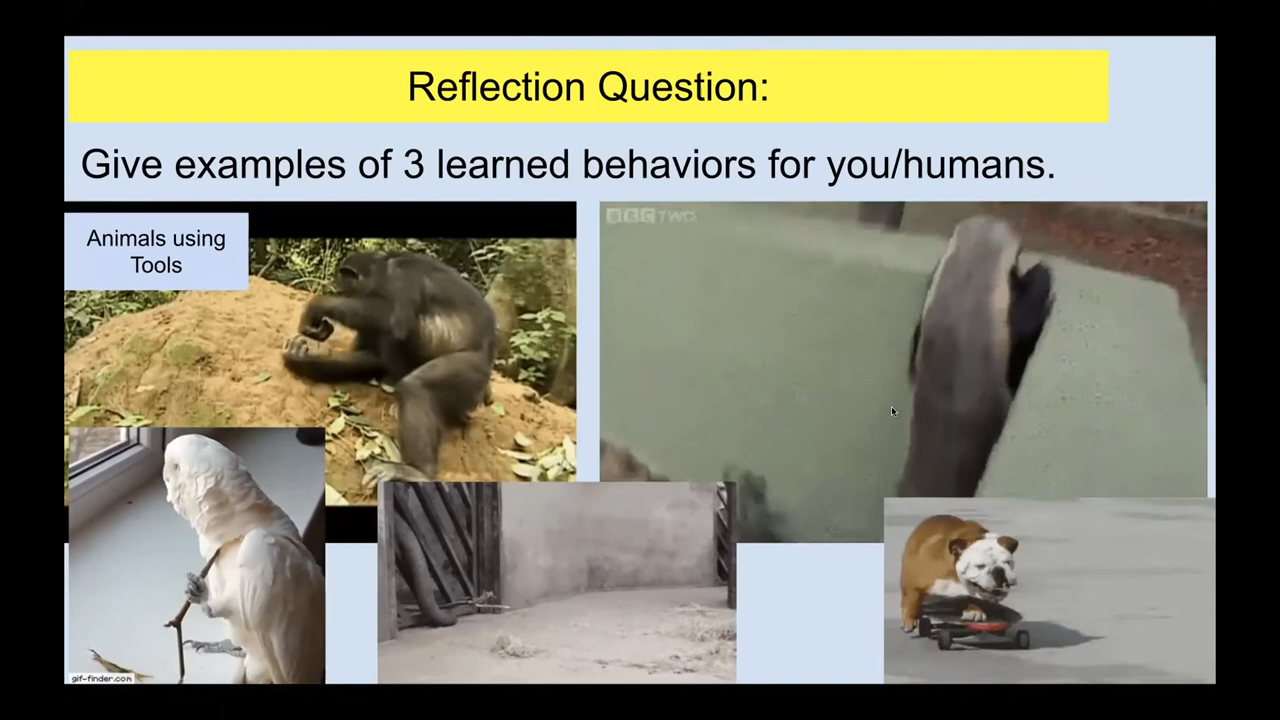 Reflection Question:
Give examples of 3 learned behaviors for you/humans.
Animals using
Tools
BBC TWO
gif-finder.com